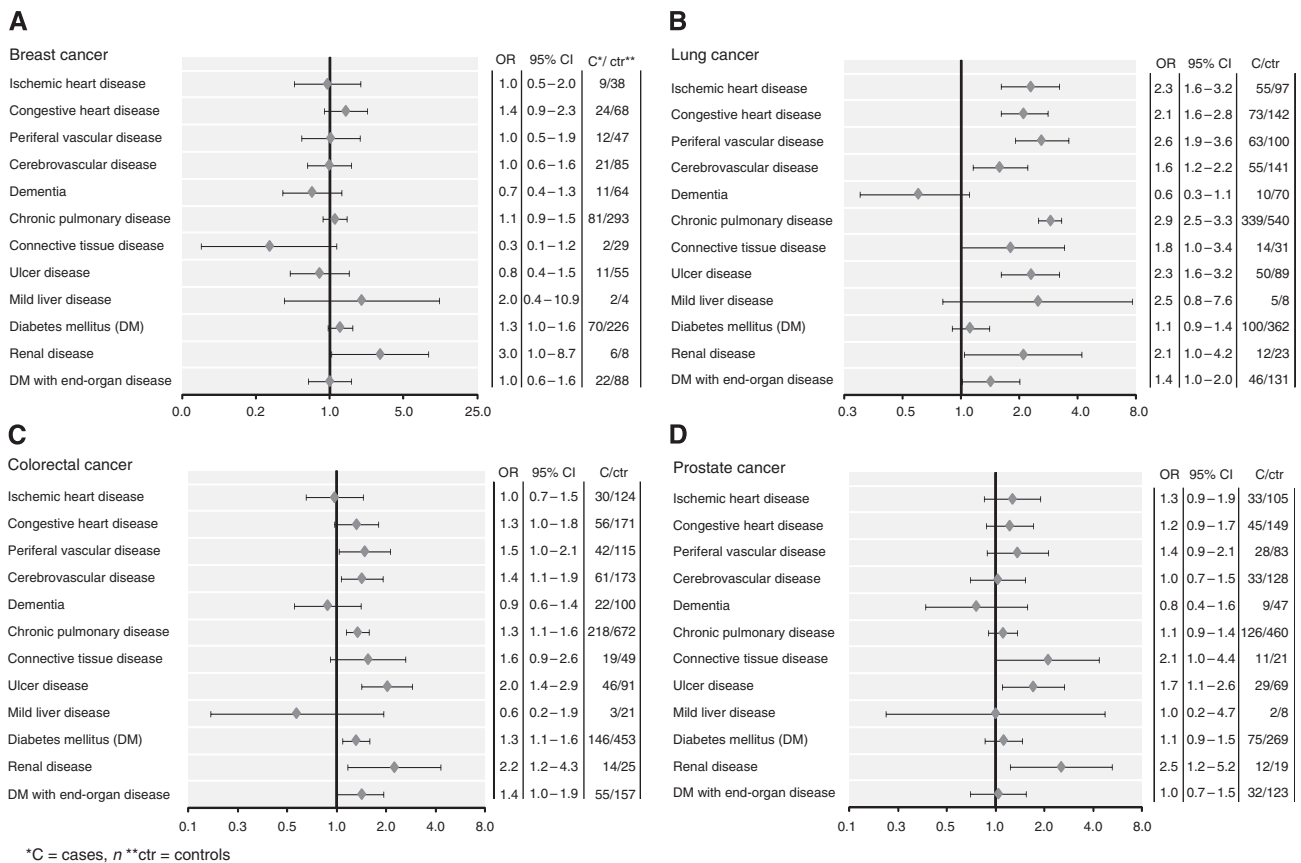 A
Breast cancer
OR 95% CI C*/ ctr**
Ischemic heart disease 1.0 0.5–2.0 9/38
Congestive heart disease 1.4 0.9–2.3 24/68
Periferal vascular disease 1.0 0.5–1.9 12/47
Cerebrovascular disease 1.0 0.6–1.6 21/85
Dementia 0.7 0.4–1.3 11/64
Chronic pulmonary disease 1.1 0.9–1.5 81/293
Connective tissue disease 0.3 0.1–1.2 2/29
Ulcer disease 0.8 0.4–1.5 11/55
Mild liver disease 2.0 0.4–10.9 2/4
Diabetes mellitus (DM) 1.3 1.0–1.6 70/226
Renal disease 3.0 1.0–8.7 6/8
DM with end-organ disease 1.0 0.6–1.6 22/88
0.0 0.2 1.0 5.0 25.0
B
Lung cancer
OR 95% CI C/ctr
Ischemic heart disease 2.3 1.6–3.2 55/97
Congestive heart disease 2.1 1.6–2.8 73/142
Periferal vascular disease 2.6 1.9–3.6 63/100
Cerebrovascular disease 1.6 1.2–2.2 55/141
Dementia 0.6 0.3–1.1 10/70
Chronic pulmonary disease 2.9 2.5–3.3 339/540
Connective tissue disease 1.8 1.0–3.4 14/31
Ulcer disease 2.3 1.6–3.2 50/89
Mild liver disease 2.5 0.8–7.6 5/8
Diabetes mellitus (DM) 1.1 0.9–1.4 100/362
Renal disease 2.1 1.0–4.2 12/23
DM with end-organ disease 1.4 1.0–2.0 46/131
0.3 0.5 1.0 2.0 4.0 8.0
C
Colorectal cancer
OR 95% CI C/ctr
Ischemic heart disease 1.0 0.7–1.5 30/124
Congestive heart disease 1.3 1.0–1.8 56/171
Periferal vascular disease 1.5 1.0–2.1 42/115
Cerebrovascular disease 1.4 1.1–1.9 61/173
Dementia 0.9 0.6–1.4 22/100
Chronic pulmonary disease 1.3 1.1–1.6 218/672
Connective tissue disease 1.6 0.9–2.6 19/49
Ulcer disease 2.0 1.4–2.9 46/91
Mild liver disease 0.6 0.2–1.9 3/21
Diabetes mellitus (DM) 1.3 1.1–1.6 146/453
Renal disease 2.2 1.2–4.3 14/25
DM with end-organ disease 1.4 1.0–1.9 55/157
0.1 0.3 0.5 1.0 2.0 4.0 8.0
D
Prostate cancer
OR 95% CI C/ctr
Ischemic heart disease 1.3 0.9–1.9 33/105
Congestive heart disease 1.2 0.9–1.7 45/149
Periferal vascular disease 1.4 0.9–2.1 28/83
Cerebrovascular disease 1.0 0.7–1.5 33/128
Dementia 0.8 0.4–1.6 9/47
Chronic pulmonary disease 1.1 0.9–1.4 126/460
Connective tissue disease 2.1 1.0–4.4 11/21
Ulcer disease 1.7 1.1–2.6 29/69
Mild liver disease 1.0 0.2–4.7 2/8
Diabetes mellitus (DM) 1.1 0.9–1.5 75/269
Renal disease 2.5 1.2–5.2 12/19
DM with end-organ disease 1.0 0.7–1.5 32/123
0.1 0.3 0.5 1.0 2.0 4.0 8.0
*C = cases, n **ctr = controls